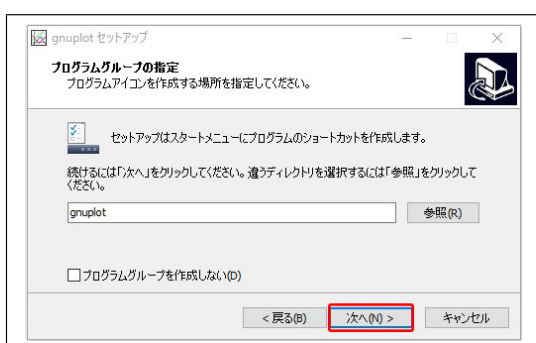 gnuplot セットアップ
プログラムグループの指定
プログラムアイコンを作成する場所を指定してください。
セットアップはスタートメニューにプログラムのショートカットを作成します。
続けるには「次へ」をクリックしてください。違うディレクトリを選択するには「参照」をクリックして
ください。
gnuplot
参照(R)
プログラムグループを作成しない(D)
< 戻る(B)
次へ(N) >
キャンセル